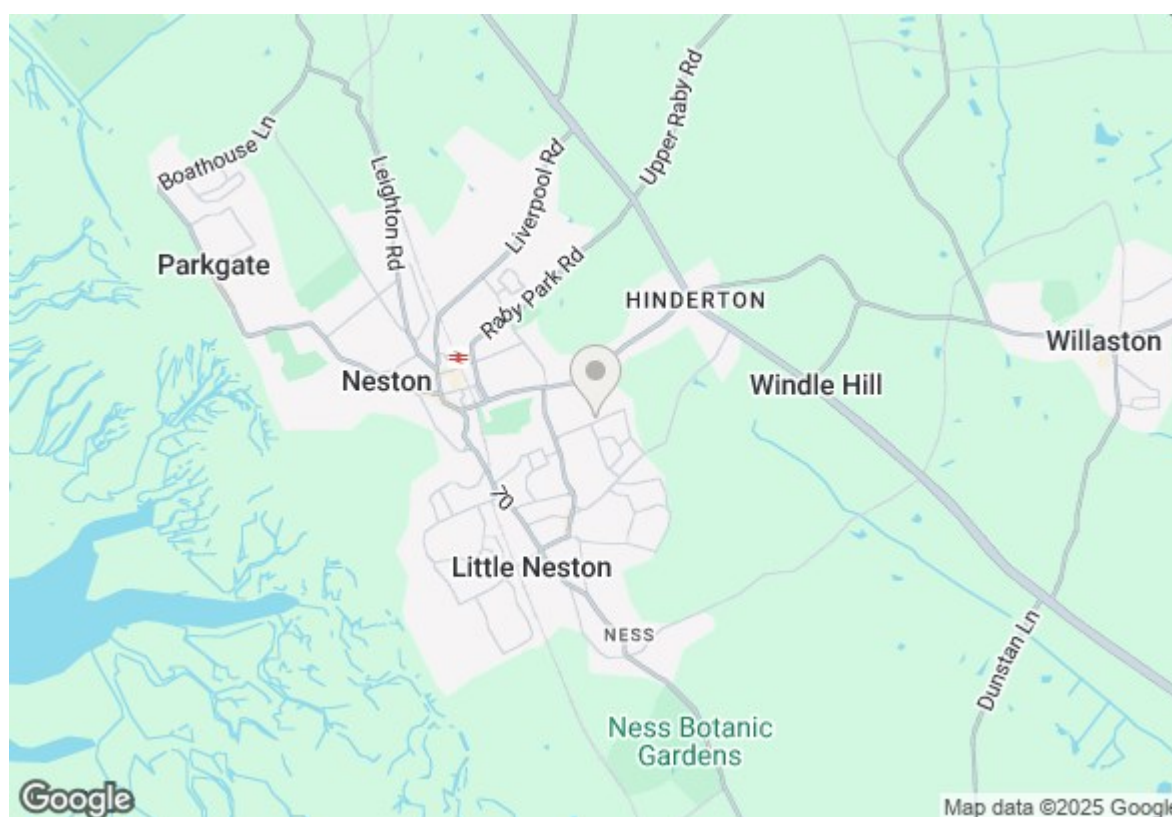 Boathouse Ln
Leighton Rd
Liverpool Rd
Upper Raby Rd
Parkgate
Raby Park Rd
HINDERTON
Willaston
Neston
Windle Hill
70
Little Neston
NESS
Dunstan Ln
Ness Botanic
Gardens
Google
Map data ©2025 Google